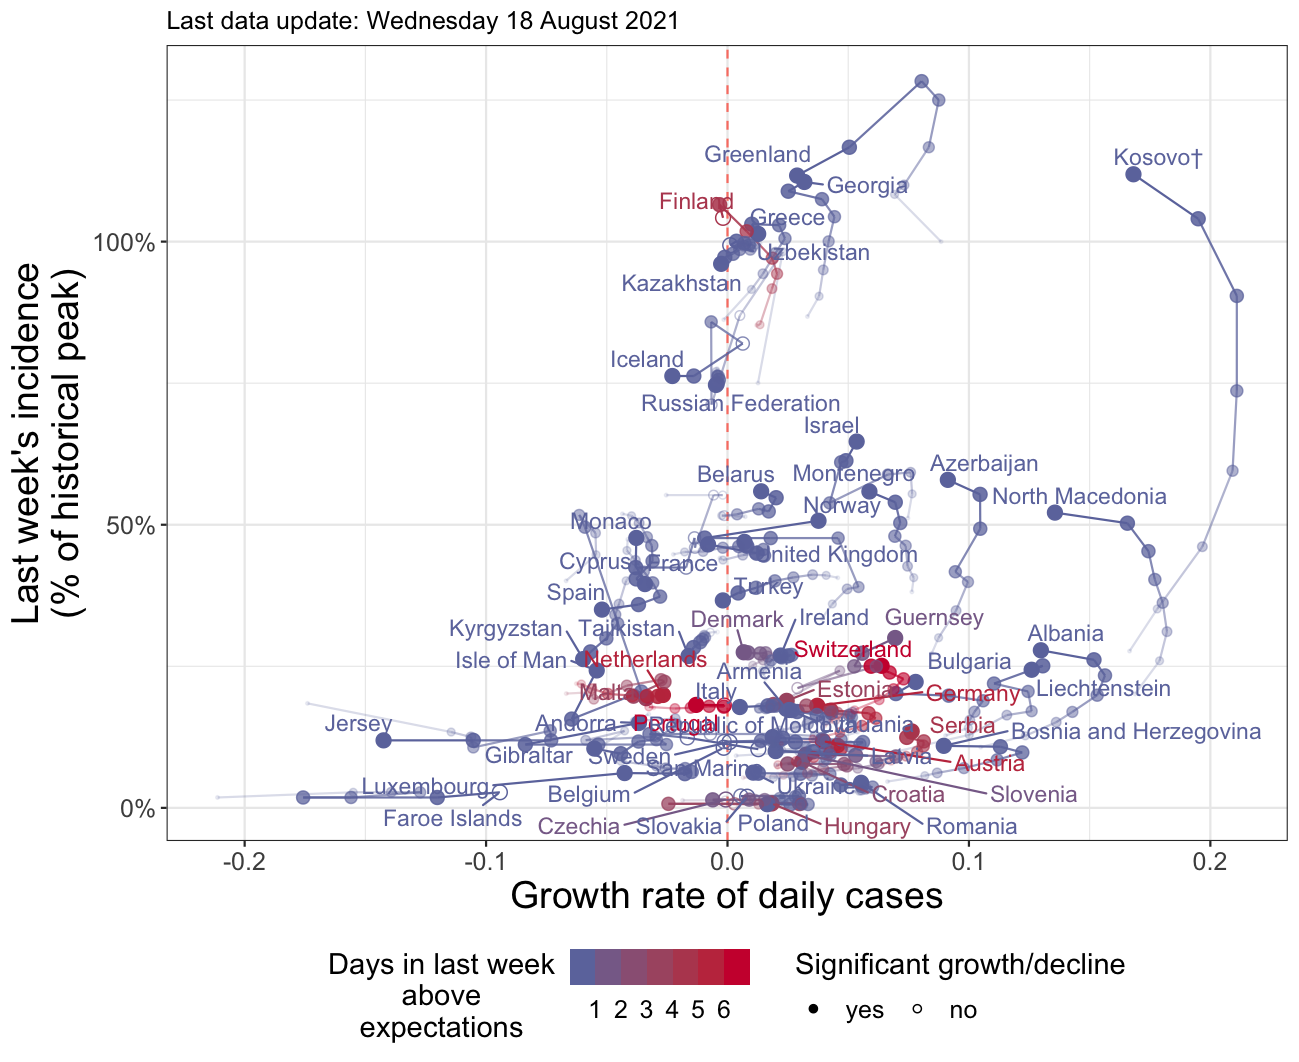 Last data update: Wednesday 18 August 2021
Last week's incidence
(% of historical peak)
100%
50%
0%
Greenland
Kosovo†
Georgia
Finland
Greece
Uzbekistan
Kazakhstan
Iceland
Russian Federation
Israel
Belarus
Montenegro
Azerbaijan
North Macedonia
Norway
Monaco
United Kingdom
Cyprus
France
Spain
Turkey
Denmark
Ireland
Guernsey
Kyrgyzstan
Tajikistan
Albania
Switzerland
Isle of Man
Netherlands
Bulgaria
Armenia
Liechtenstein
Malta
Italy
Estonia
Germany
Jersey
Andorra
Portugal
Republic of Moldova
Lithuania
Serbia
Bosnia and Herzegovina
Gibraltar
Sweden
Latvia
Austria
San Marino
Luxembourg
Belgium
Ukraine
Croatia
Slovenia
Faroe Islands
Czechia
Slovakia
Poland
Hungary
Romania
-0.2
-0.1
0.0
0.1
0.2
Growth rate of daily cases
Days in last week
above
expectations
1 2 3 4 5 6
Significant growth/decline
yes
no